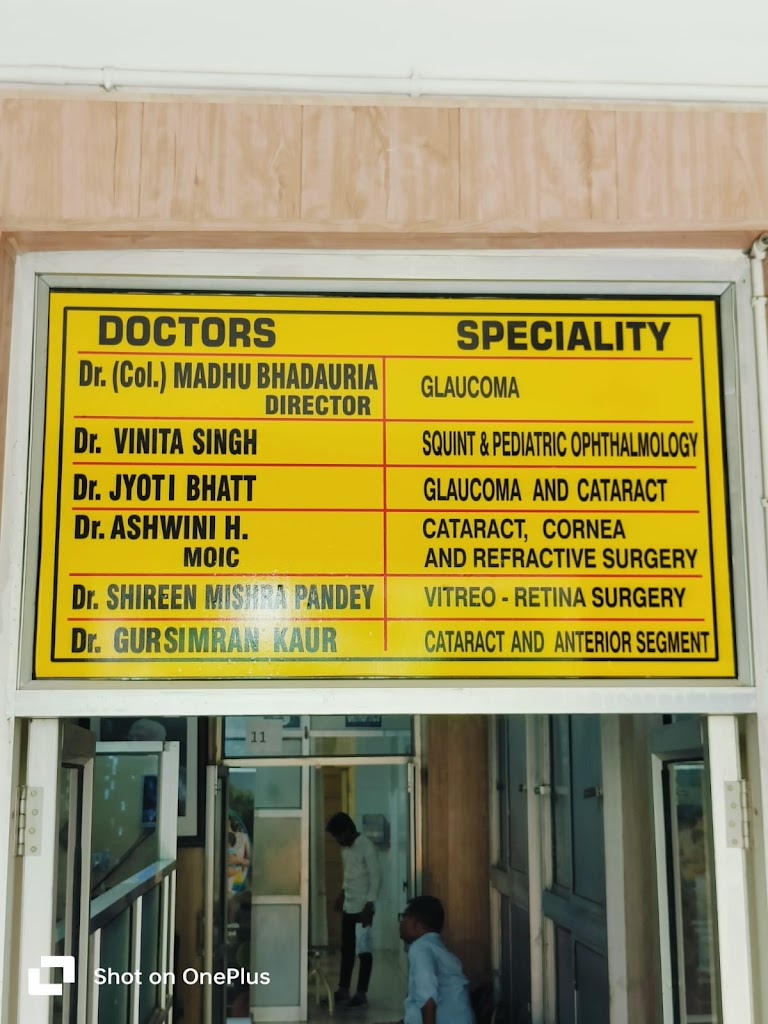 DOCTORS SPECIALITY
Dr. (Col.) MADHU BHADAURIA GLAUCOMA
DIRECTOR
Dr. VINITA SINGH SQUINT & PEDIATRIC OPHTHALMOLOGY
Dr. JYOTI BHATT GLAUCOMA AND CATARACT
Dr. ASHWINI H. CATARACT, CORNEA
MOIC AND REFRACTIVE SURGERY
Dr. SHIREEN MISHRA PANDEY VITREO - RETINA SURGERY
Dr. GURSIMRAN KAUR CATARACT AND ANTERIOR SEGMENT
11
Shot on OnePlus